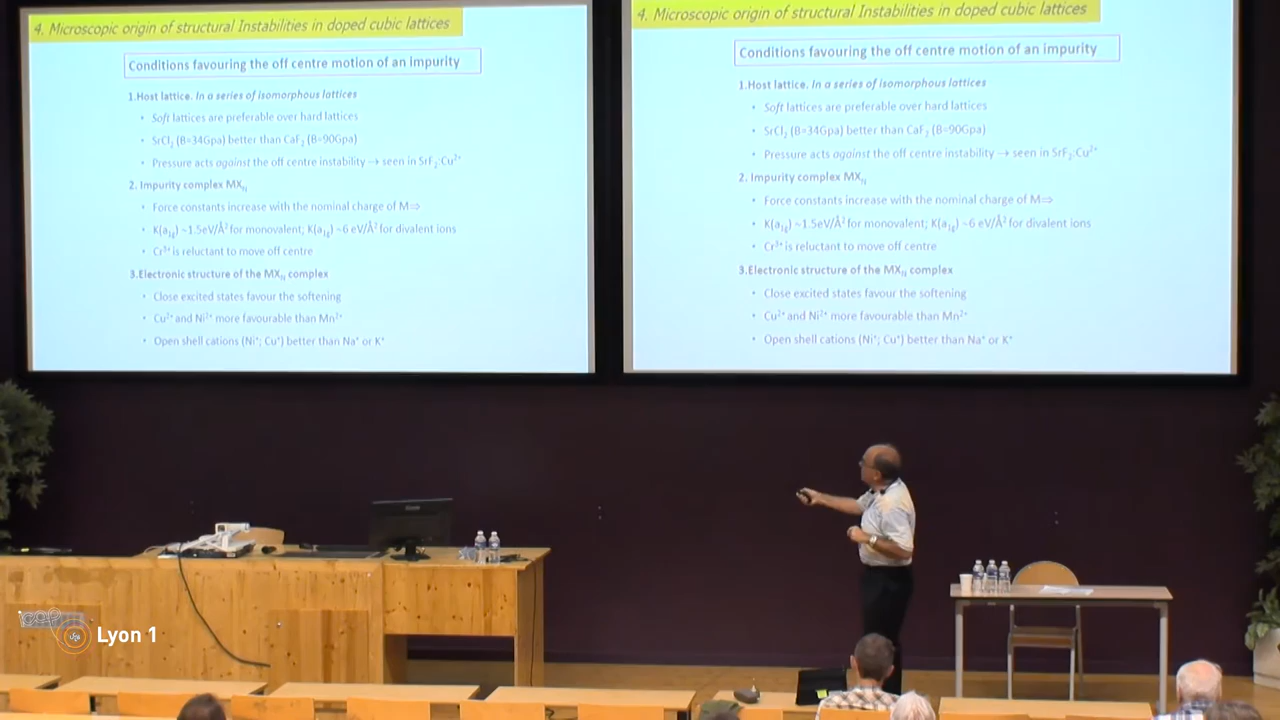 4. Microscopic origin of structural Instabilities in doped cubic lattices
Conditions favouring the off centre motion of an impurity
1.Host lattice. In a series of isomorphous lattices
• Soft lattices are preferable over hard lattices
• SrCl₂ (B=34Gpa) better than CaF₂ (B=90Gpa)
• Pressure acts against the off centre instability → seen in SrF₂:Cu²⁺
2. Impurity complex MX_N
• Force constants increase with the nominal charge of M⇒
• K(a₁g) ~1.5eV/Å² for monovalent; K(a₁g) ~6 eV/Å² for divalent ions
• Cr³⁺ is reluctant to move off centre
3.Electronic structure of the MX_N complex
• Close excited states favour the softening
• Cu²⁺ and Ni²⁺ more favourable than Mn²⁺
• Open shell cations (Ni⁺; Cu⁺) better than Na⁺ or K⁺
4. Microscopic origin of structural Instabilities in doped cubic lattices
Conditions favouring the off centre motion of an impurity
1.Host lattice. In a series of isomorphous lattices
• Soft lattices are preferable over hard lattices
• SrCl₂ (B=34Gpa) better than CaF₂ (B=90Gpa)
• Pressure acts against the off centre instability → seen in SrF₂:Cu²⁺
2. Impurity complex MX_N
• Force constants increase with the nominal charge of M⇒
• K(a₁g) ~1.5eV/Å² for monovalent; K(a₁g) ~6 eV/Å² for divalent ions
• Cr³⁺ is reluctant to move off centre
3.Electronic structure of the MX_N complex
• Close excited states favour the softening
• Cu²⁺ and Ni²⁺ more favourable than Mn²⁺
• Open shell cations (Ni⁺; Cu⁺) better than Na⁺ or K⁺
icap
Lyon 1